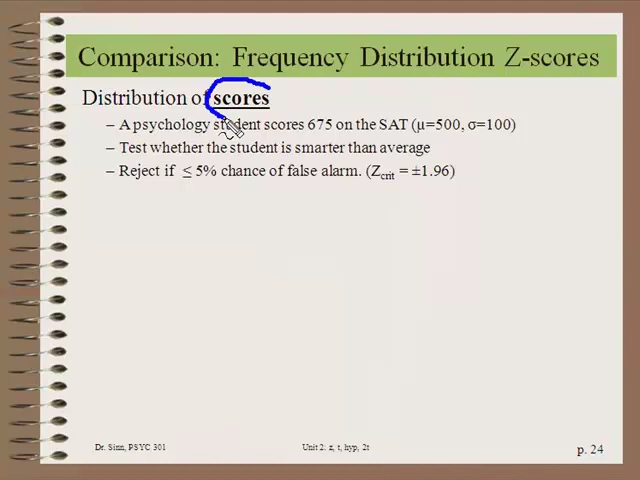 Comparison: Frequency Distribution Z-scores
Distribution of scores
– A psychology student scores 675 on the SAT (μ=500, σ=100)
– Test whether the student is smarter than average
– Reject if ≤ 5% chance of false alarm. (Zcrit = ±1.96)
Dr. Sinn, PSYC 301
Unit 2: z, t, hyp, 2t
p. 24